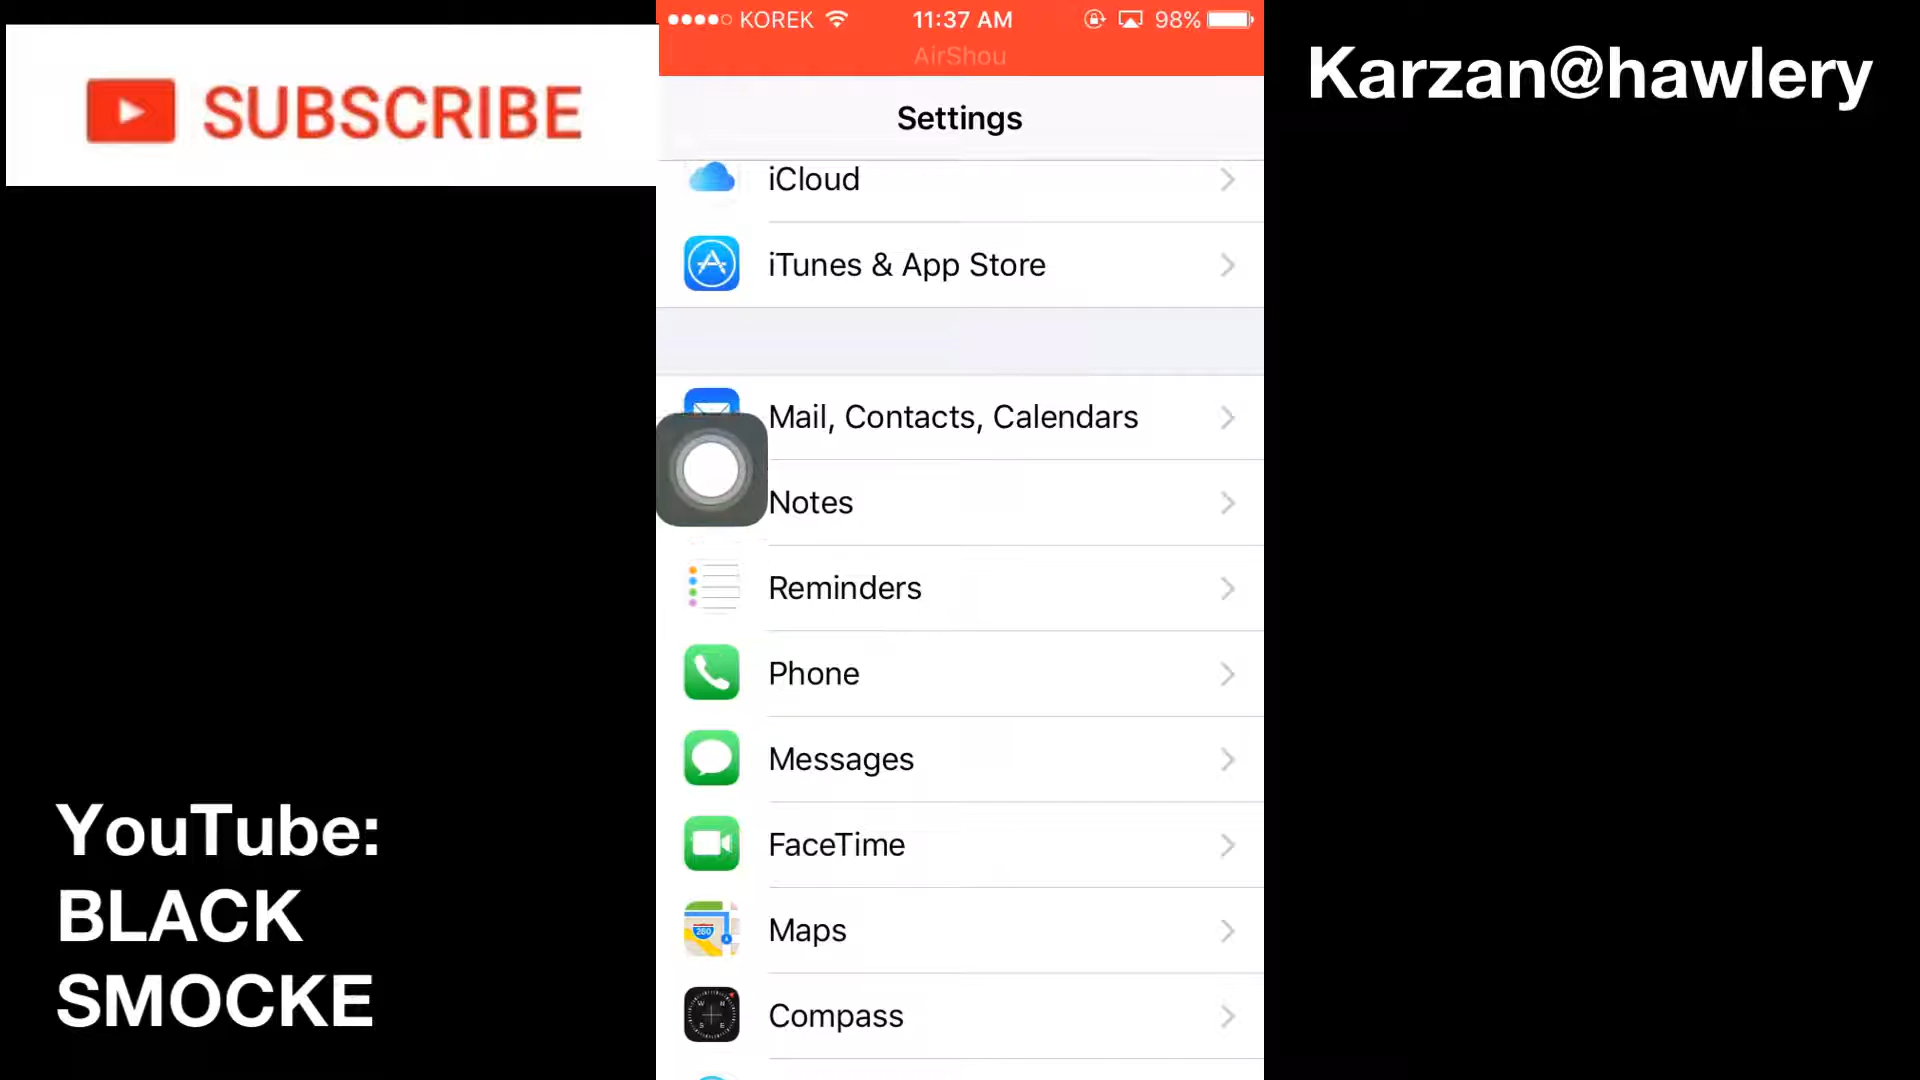 SUBSCRIBE
KOREK 11:37 AM 98%
AirShou
Karzan@hawlery
Settings
iCloud
iTunes & App Store
Mail, Contacts, Calendars
Notes
Reminders
Phone
Messages
FaceTime
Maps
280
Compass
N
W
S E
YouTube:
BLACK
SMOCKE